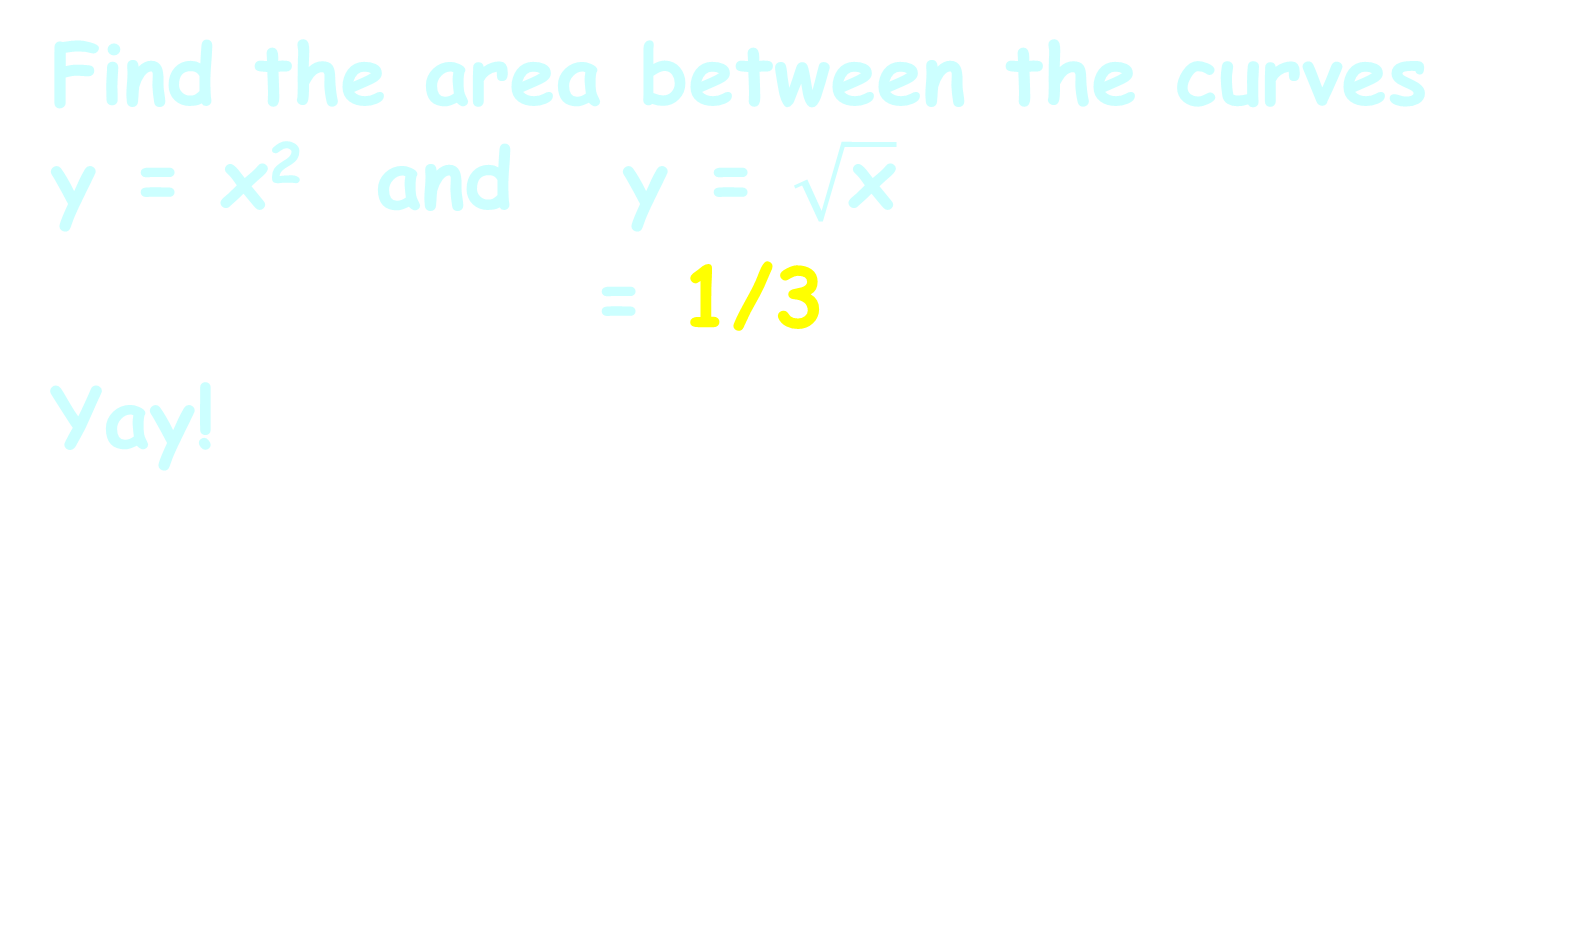 Find the area between the curves
y = x² and y = √x
= 1/3
Yay!